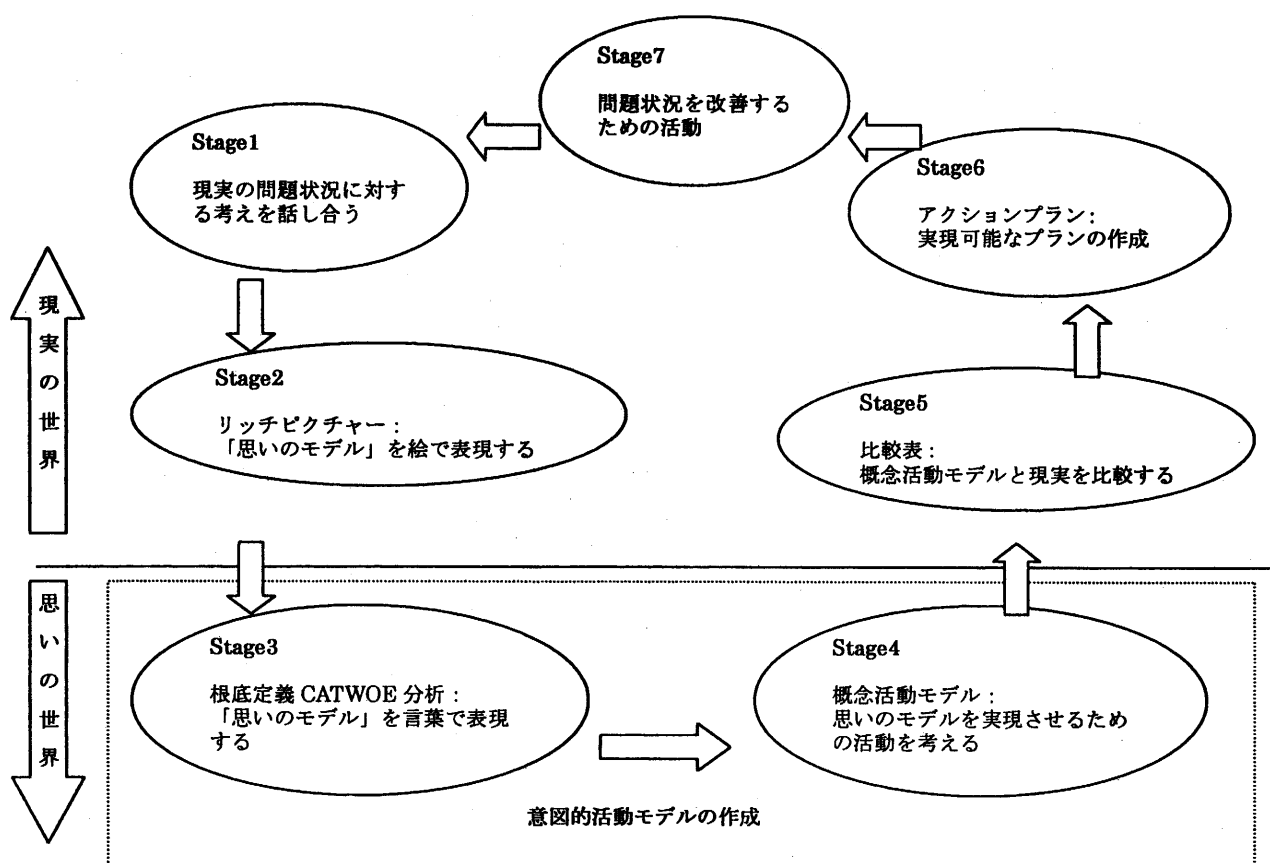 Stage7
問題状況を改善する
ための活動
Stage1
現実の問題状況に対す
る考えを話し合う
Stage6
アクションプラン：
実現可能なプランの作成
現実の世界
Stage2
リッチピクチャー：
「思いのモデル」を絵で表現する
Stage5
比較表：
概念活動モデルと現実を比較する
思いの世界
Stage3
根底定義 CATWOE 分析：
「思いのモデル」を言葉で表現
する
Stage4
概念活動モデル：
思いのモデルを実現させるため
の活動を考える
意図的活動モデルの作成